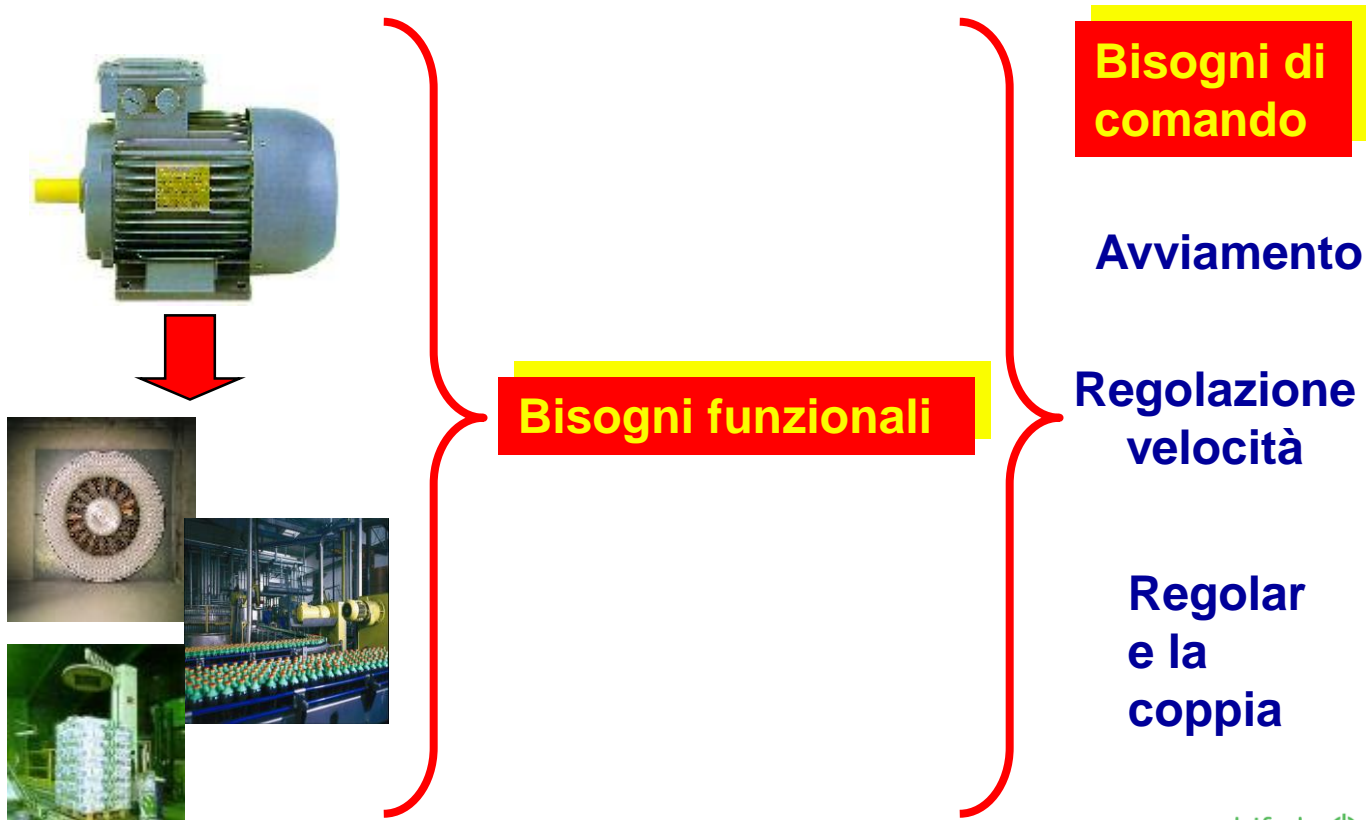 Bisogni di
comando
Avviamento
Regolazione
velocità
Bisogni funzionali
Regolar
e la
coppia